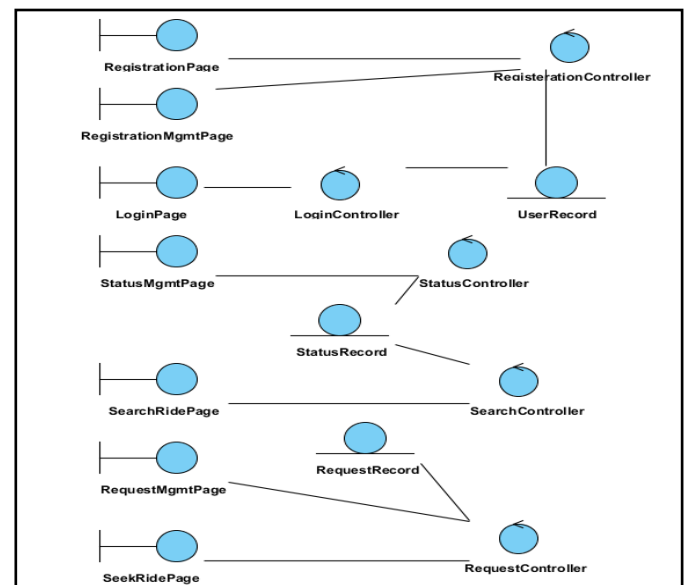 RegistrationPage
RegisterationController
RegistrationMgmtPage
LoginPage
LoginController
UserRecord
StatusMgmtPage
StatusController
StatusRecord
SearchRidePage
SearchController
RequestRecord
RequestMgmtPage
RequestController
SeekRidePage